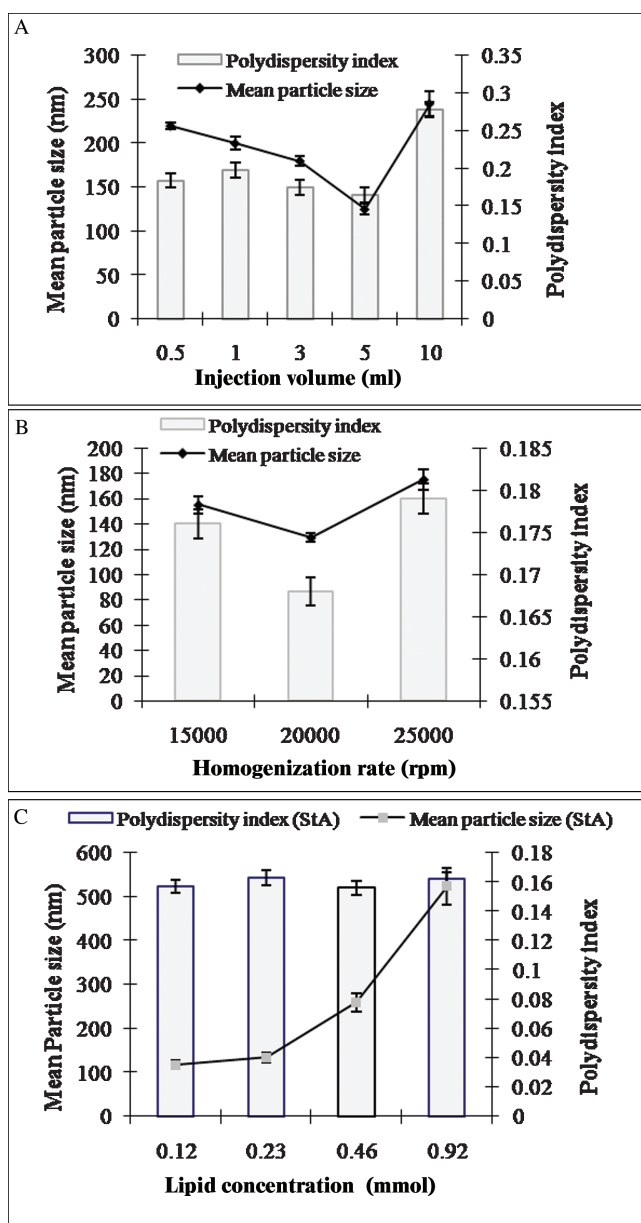 A
Polydispersity index
Mean particle size
Mean particle size (nm)
300
250
200
150
100
50
0
0.35
0.3
0.25
0.2
0.15
0.1
0.05
0
Polydispersity index
0.5 1 3 5 10
Injection volume (ml)
B
Polydispersity index
Mean particle size
Mean particle size (nm)
200
180
160
140
120
100
80
60
40
20
0
0.185
0.18
0.175
0.17
0.165
0.16
0.155
Polydispersity index
15000 20000 25000
Homogenization rate (rpm)
C
Polydispersity index (StA) Mean particle size (StA)
Mean Particle size (nm)
600
500
400
300
200
100
0
0.18
0.16
0.14
0.12
0.1
0.08
0.06
0.04
0.02
0
Polydispersity index
0.12 0.23 0.46 0.92
Lipid concentration (mmol)